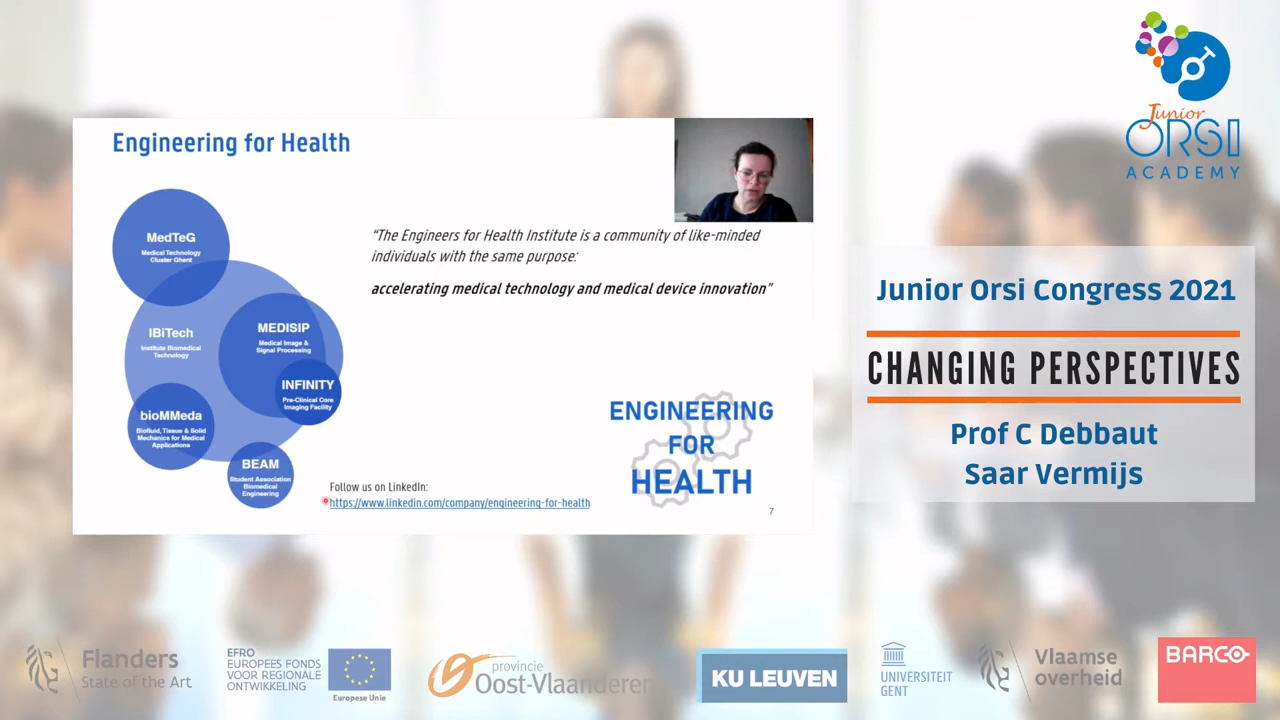 Engineering for Health
MedTeG
Medical Technology
Cluster Ghent
IBiTech
Institute Biomedical
Technology
MEDISIP
Medical Image &
Signal Processing
INFINITY
Pre-Clinical Core
Imaging Facility
bioMMeda
Biofluid, Tissue & Solid
Mechanics for Medical
Applications
BEAM
Student Association
Biomedical
Engineering
"The Engineers for Health Institute is a community of like-minded
individuals with the same purpose:
accelerating medical technology and medical device innovation"
Follow us on LinkedIn:
https://www.linkedin.com/company/engineering-for-health
ENGINEERING
FOR
HEALTH
7
Junior
ORSI
ACADEMY
Junior Orsi Congress 2021
CHANGING PERSPECTIVES
Prof C Debbaut
Saar Vermijs
Flanders
State of the Art
EFRO
EUROPEES FONDS
VOOR REGIONALE
ONTWIKKELING
Europese Unie
provincie
Oost-Vlaanderen
KU LEUVEN
UNIVERSITEIT
GENT
Vlaamse
overheid
BARCO